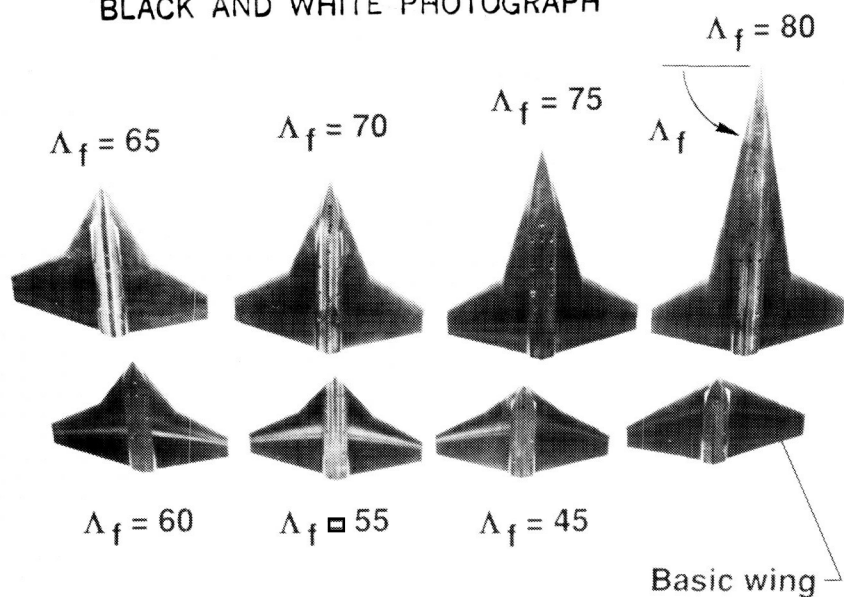 BLACK AND WHITE PHOTOGRAPH
Λf = 80
Λf = 75
Λf = 70
Λf = 65
Λf
Λf = 60
Λf 55
Λf = 45
Basic wing